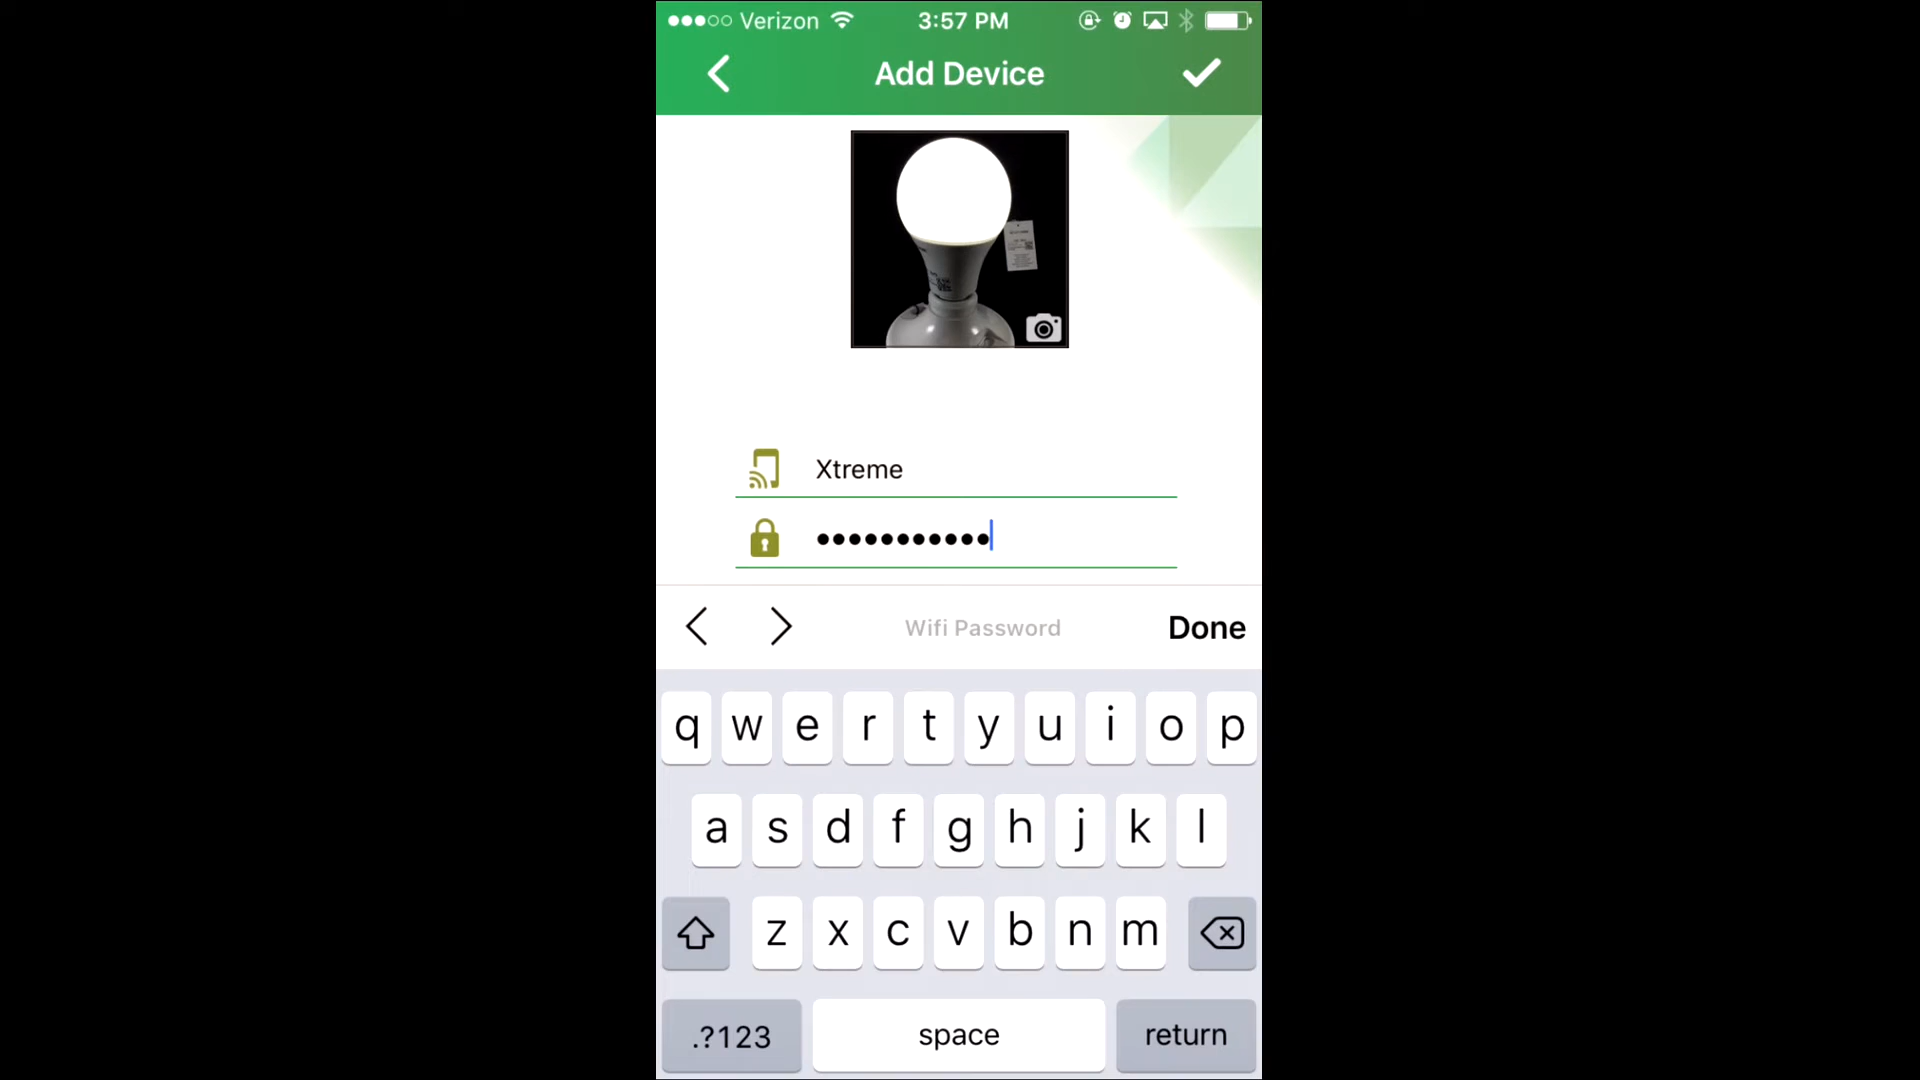 Verizon 3:57 PM
Add Device
Xtreme
•••••••••••
Wifi Password Done
q w e r t y u i o p
a s d f g h j k l
z x c v b n m
.?123 space return